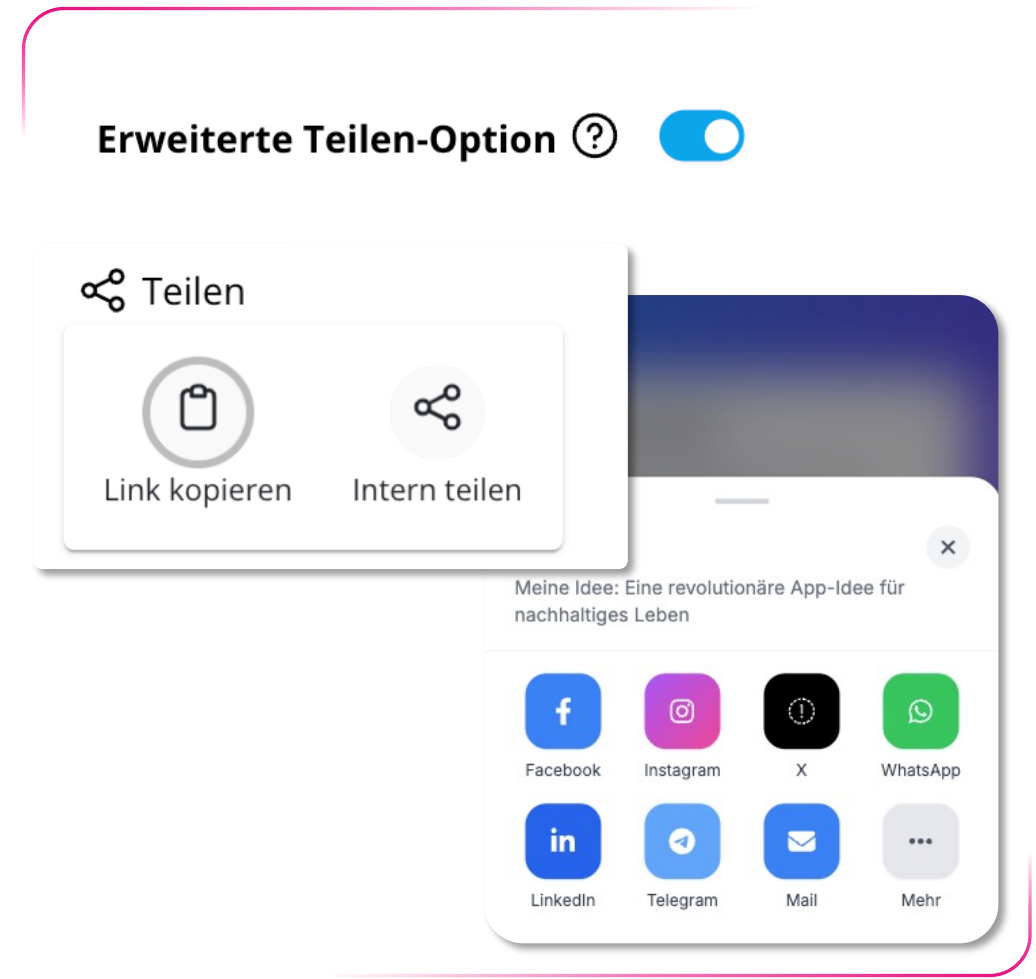 Erweiterte Teilen-Option ?
Teilen
Link kopieren
Intern teilen
Meine Idee: Eine revolutionäre App-Idee für
nachhaltiges Leben
Facebook
Instagram
X
WhatsApp
in
LinkedIn
Telegram
Mail
Mehr